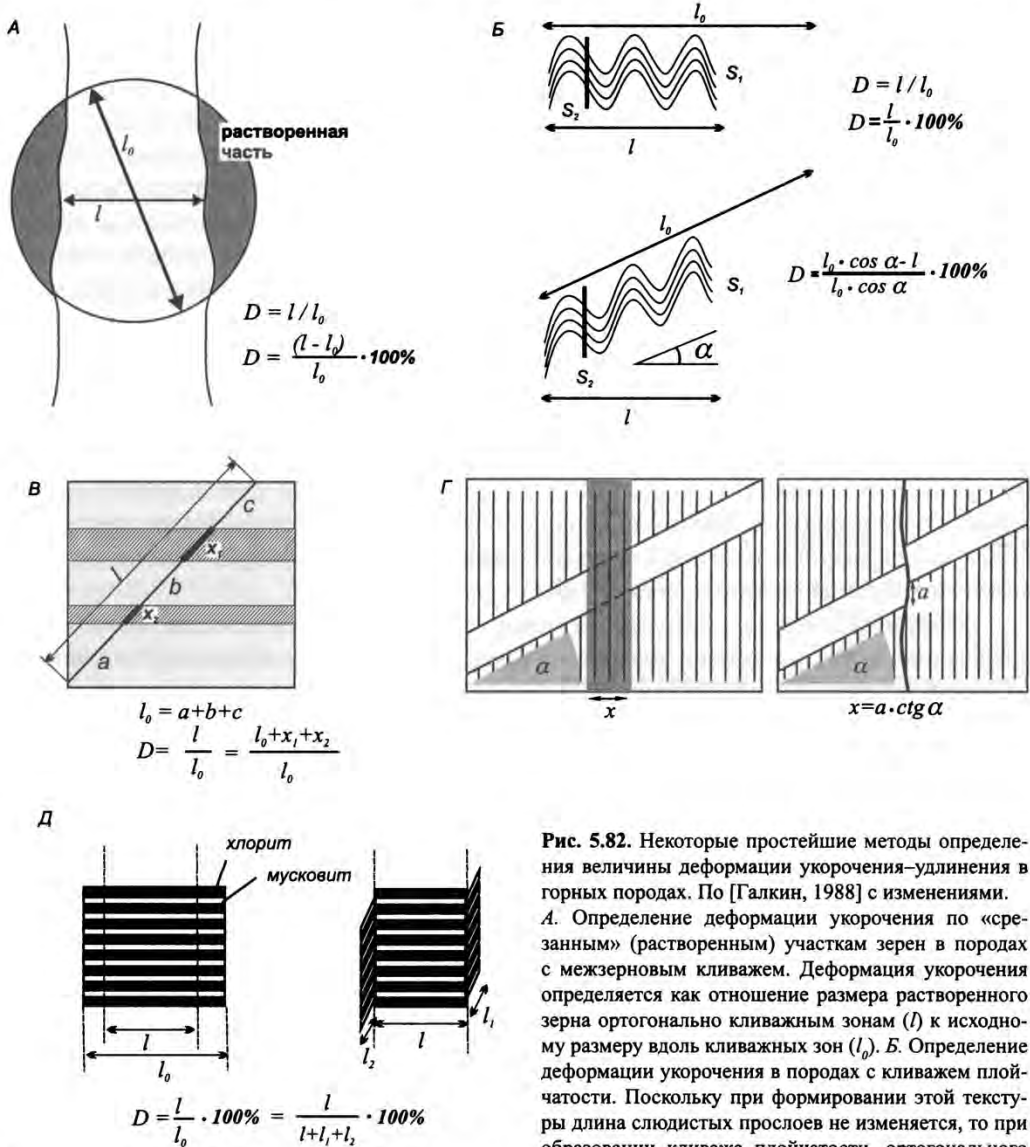 А
l₀
растворенная
часть
l
D = l / l₀
D = (l - l₀) / l₀ · 100%
Б
l₀
S₁
S₂
l
D = l / l₀
D = l / l₀ · 100%
l₀
S₁
S₂
α
l
D = l₀ · cos α - l / l₀ · cos α · 100%
В
l
c
x₁
b
x₂
a
l₀ = a+b+c
D= l / l₀ = l₀+x₁+x₂ / l₀
Г
α
x
a
α
x=a·ctg α
Д
хлорит
мусковит
l
l₀
l₂
l
l₁
D = l / l₀ · 100% = l / l+l₁+l₂ · 100%
Рис. 5.82. Некоторые простейшие методы определе-
ния величины деформации укорочения–удлинения в
горных породах. По [Галкин, 1988] с изменениями.
А. Определение деформации укорочения по «сре-
занным» (растворенным) участкам зерен в породах
с межзерновым кливажем. Деформация укорочения
определяется как отношение размера растворенного
зерна ортогонально кливажным зонам (l) к исходно-
му размеру вдоль кливажных зон (l₀). Б. Определение
деформации укорочения в породах с кливажем плой-
чатости. Поскольку при формировании этой тексту-
ры длина слюдистых прослоев не изменяется, то при